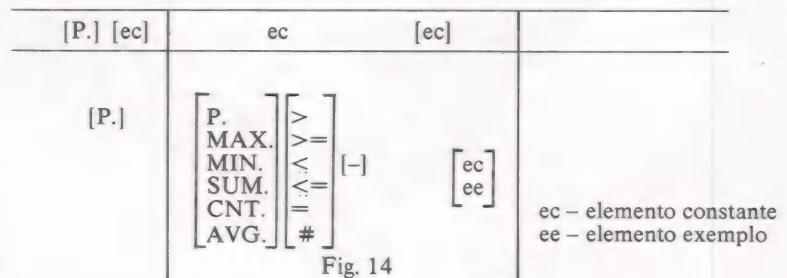 [P.] [ec] ec [ec]
P. >
[P.] MAX. >=
MIN. < [–] ec
SUM. <= ee
CNT. = ec – elemento constante
AVG. # ee – elemento exemplo
Fig. 14